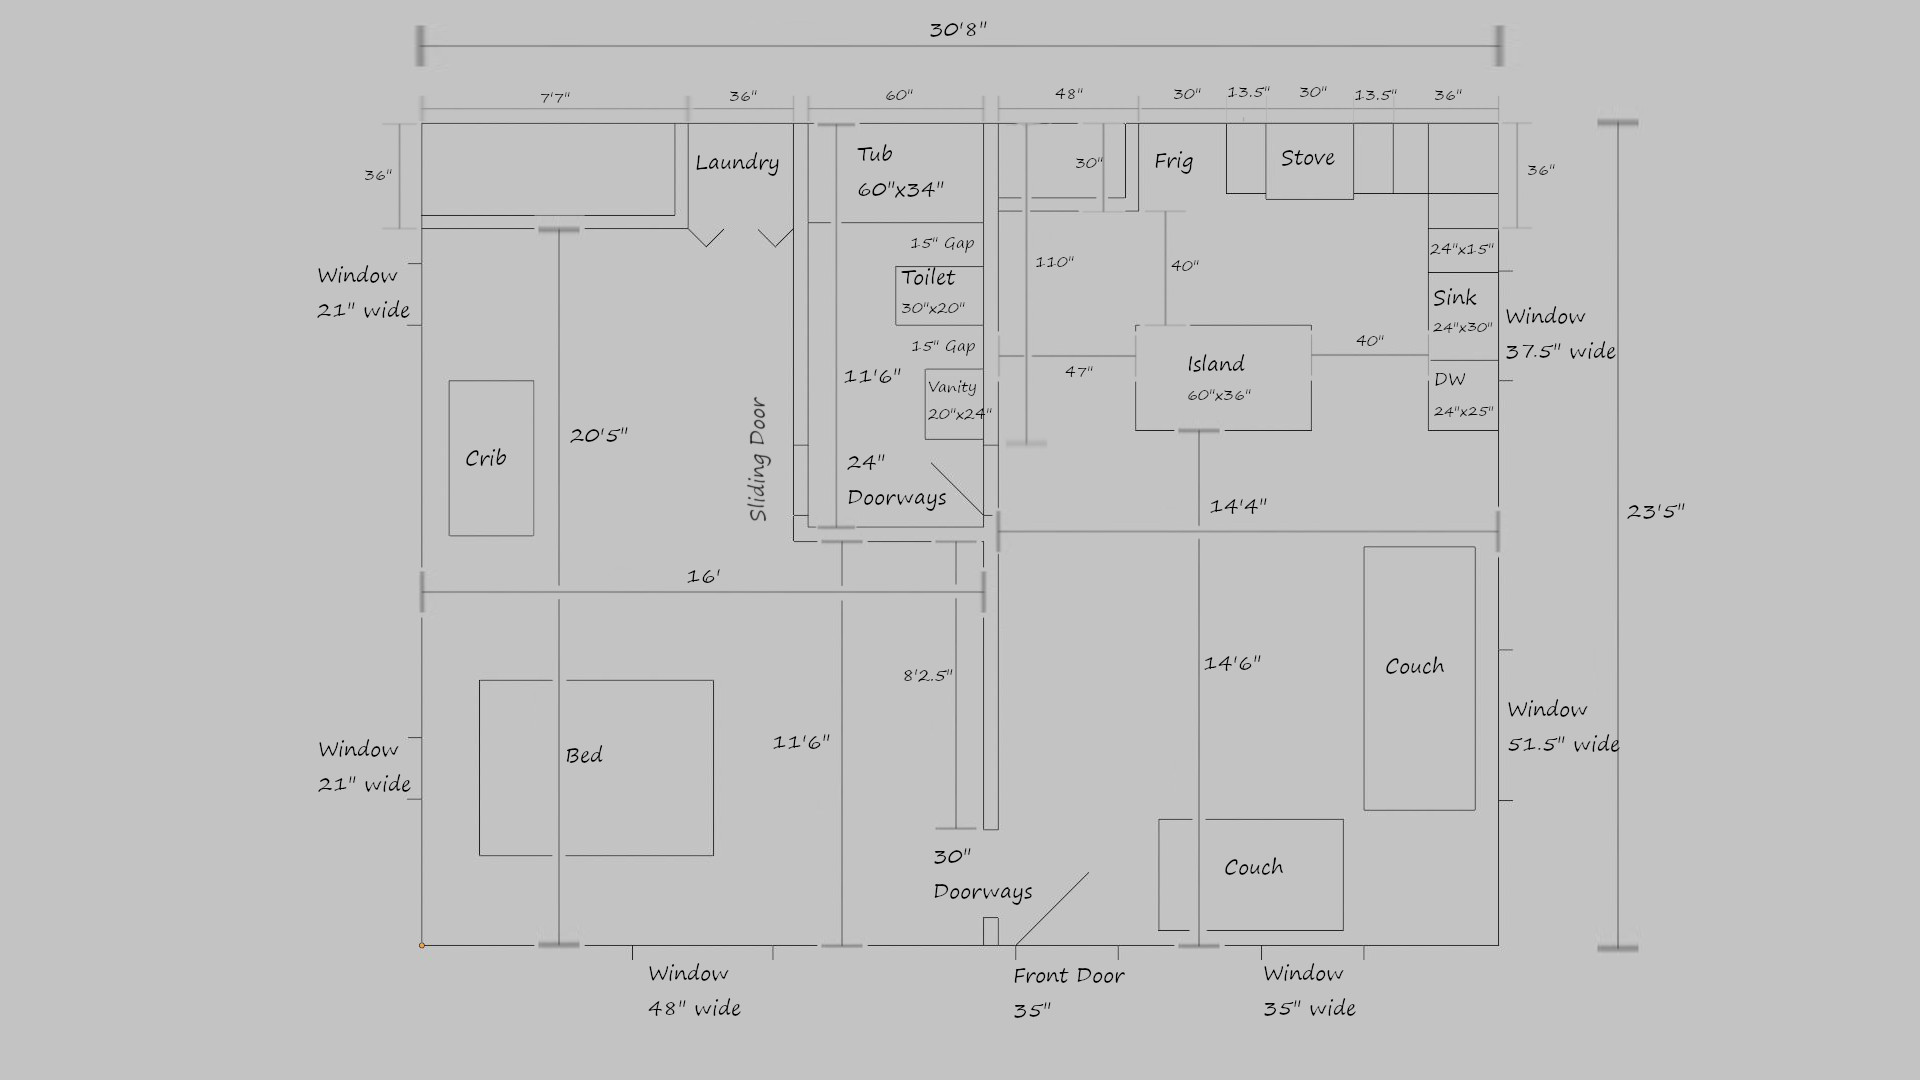 30'8"
7'7"
36"
60"
48"
30"
13.5"
30"
13.5"
36"
Laundry
Tub
60"x34"
30"
Frig
Stove
36"
36"
15" Gap
Toilet
30"x20"
15" Gap
Vanity
20"x24"
110"
40"
24"x15"
Sink
24"x30"
DW
24"x25"
Window
21" wide
Window
37.5" wide
40"
47"
Island
60"x36"
11'6"
20'5"
Crib
Sliding Door
24"
Doorways
14'4"
23'5"
16'
8'2.5"
14'6"
Couch
Window
51.5" wide
Window
21" wide
Bed
11'6"
30"
Doorways
Couch
Window
48" wide
Front Door
35"
Window
35" wide